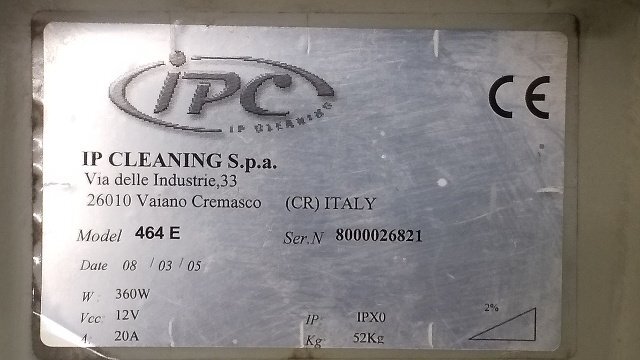 IPC
IP CLEANING
CE
IP CLEANING S.p.a.
Via delle Industrie,33
26010 Vaiano Cremasco (CR) ITALY
Model 464 E Ser.N 8000026821
Date 08 / 03 / 05
W: 360W
Vcc: 12V IP IPX0
A 20A Kg 52Kg
2%